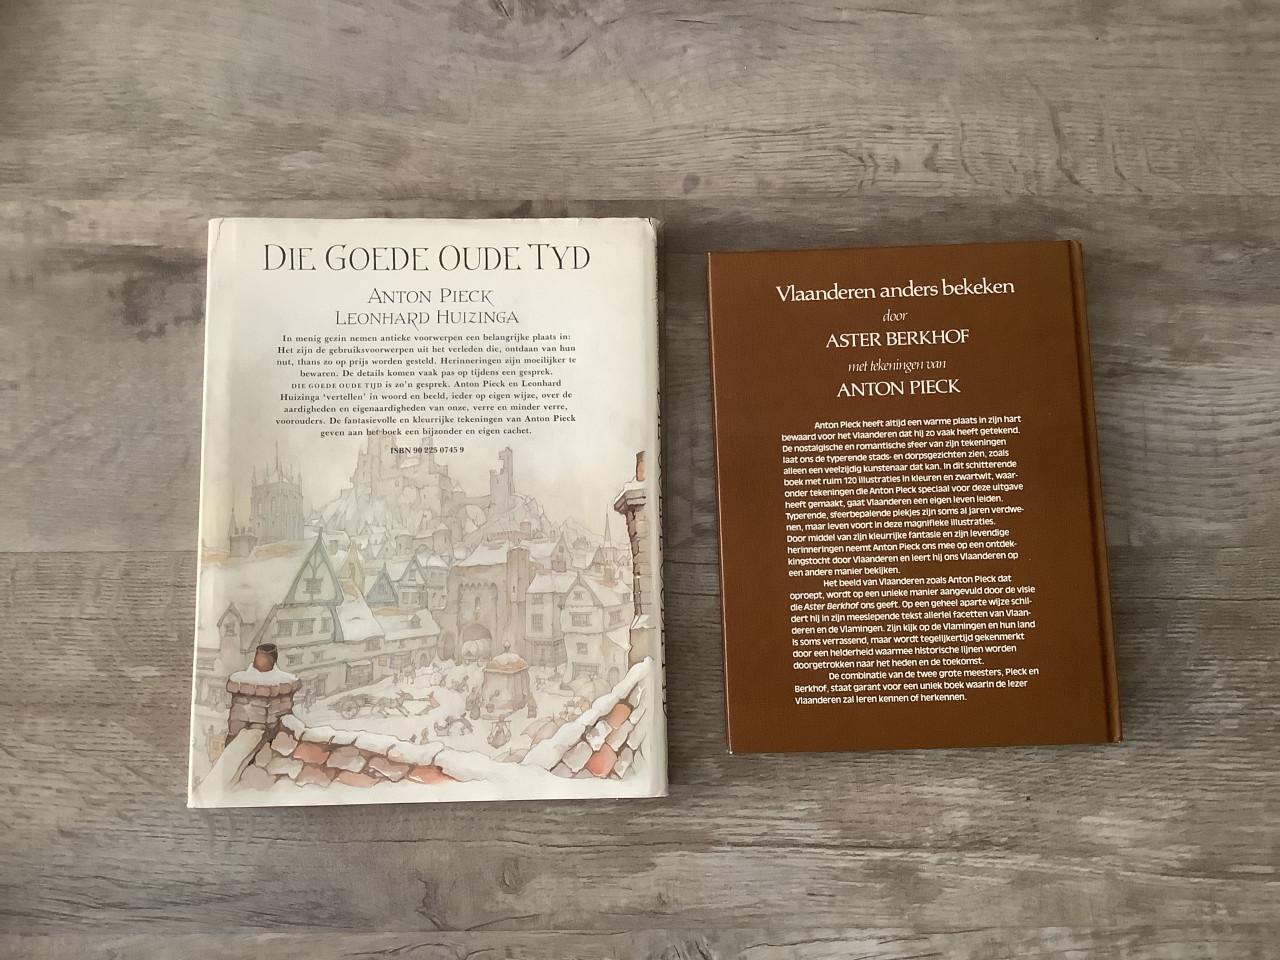 DIE GOEDE OUDE TYD
ANTON PIECK
LEONHARD HUIZINGA
In menig gezin nemen antieke voorwerpen een belangrijke plaats in:
Het zijn de gebruiksvoorwerpen uit het verleden die, ontdaan van hun
nut, thans zo op prijs worden gesteld. Herinneringen zijn moeilijker te
bewaren. De details komen vaak pas op tijdens een gesprek.
DIE GOEDE OUDE TIJD is zo'n gesprek. Anton Pieck en Leonhard
Huizinga 'vertellen' in woord en beeld, ieder op eigen wijze, over de
aardigheden en eigenaardigheden van onze, verre en minder verre,
voorouders. De fantasievolle en kleurrijke tekeningen van Anton Pieck
geven aan het boek een bijzonder en eigen cachet.
ISBN 90 225 0745 9
Vlaanderen anders bekeken
door
ASTER BERKHOF
met tekeningen van
ANTON PIECK
Anton Pieck heeft altijd een warme plaats in zijn hart
bewaard voor het Vlaanderen dat hij zo vaak heeft getekend.
De nostalgische en romantische sfeer van zijn tekeningen
laat ons de typerende stads- en dorpsgezichten zien, zoals
alleen een veelzijdig kunstenaar dat kan. In dit schitterende
boek met ruim 120 illustraties in kleuren en zwartwit, waar-
onder tekeningen die Anton Pieck speciaal voor deze uitgave
heeft gemaakt, gaat Vlaanderen een eigen leven leiden.
Typerende, sfeerbepalende plekjes zijn soms al jaren verdwe-
nen, maar leven voort in deze magnifieke illustraties.
Door middel van zijn kleurrijke fantasie en zijn levendige
herinneringen neemt Anton Pieck ons mee op een ontdek-
kingstocht door Vlaanderen en leert hij ons Vlaanderen op
een andere manier bekijken.
Het beeld van Vlaanderen zoals Anton Pieck dat
oproept, wordt op een unieke manier aangevuld door de visie
die Aster Berkhof ons geeft. Op een geheel aparte wijze schil-
dert hij in zijn meeslepende tekst allerlei facetten van Vlaan-
deren en de Vlamingen. Zijn kijk op de Vlamingen en hun land
is soms verrassend, maar wordt tegelijkertijd gekenmerkt
door een helderheid waarmee historische lijnen worden
doorgetrokken naar het heden en de toekomst.
De combinatie van de twee grote meesters, Pieck en
Berkhof, staat garant voor een uniek boek waarin de lezer
Vlaanderen zal leren kennen of herkennen.